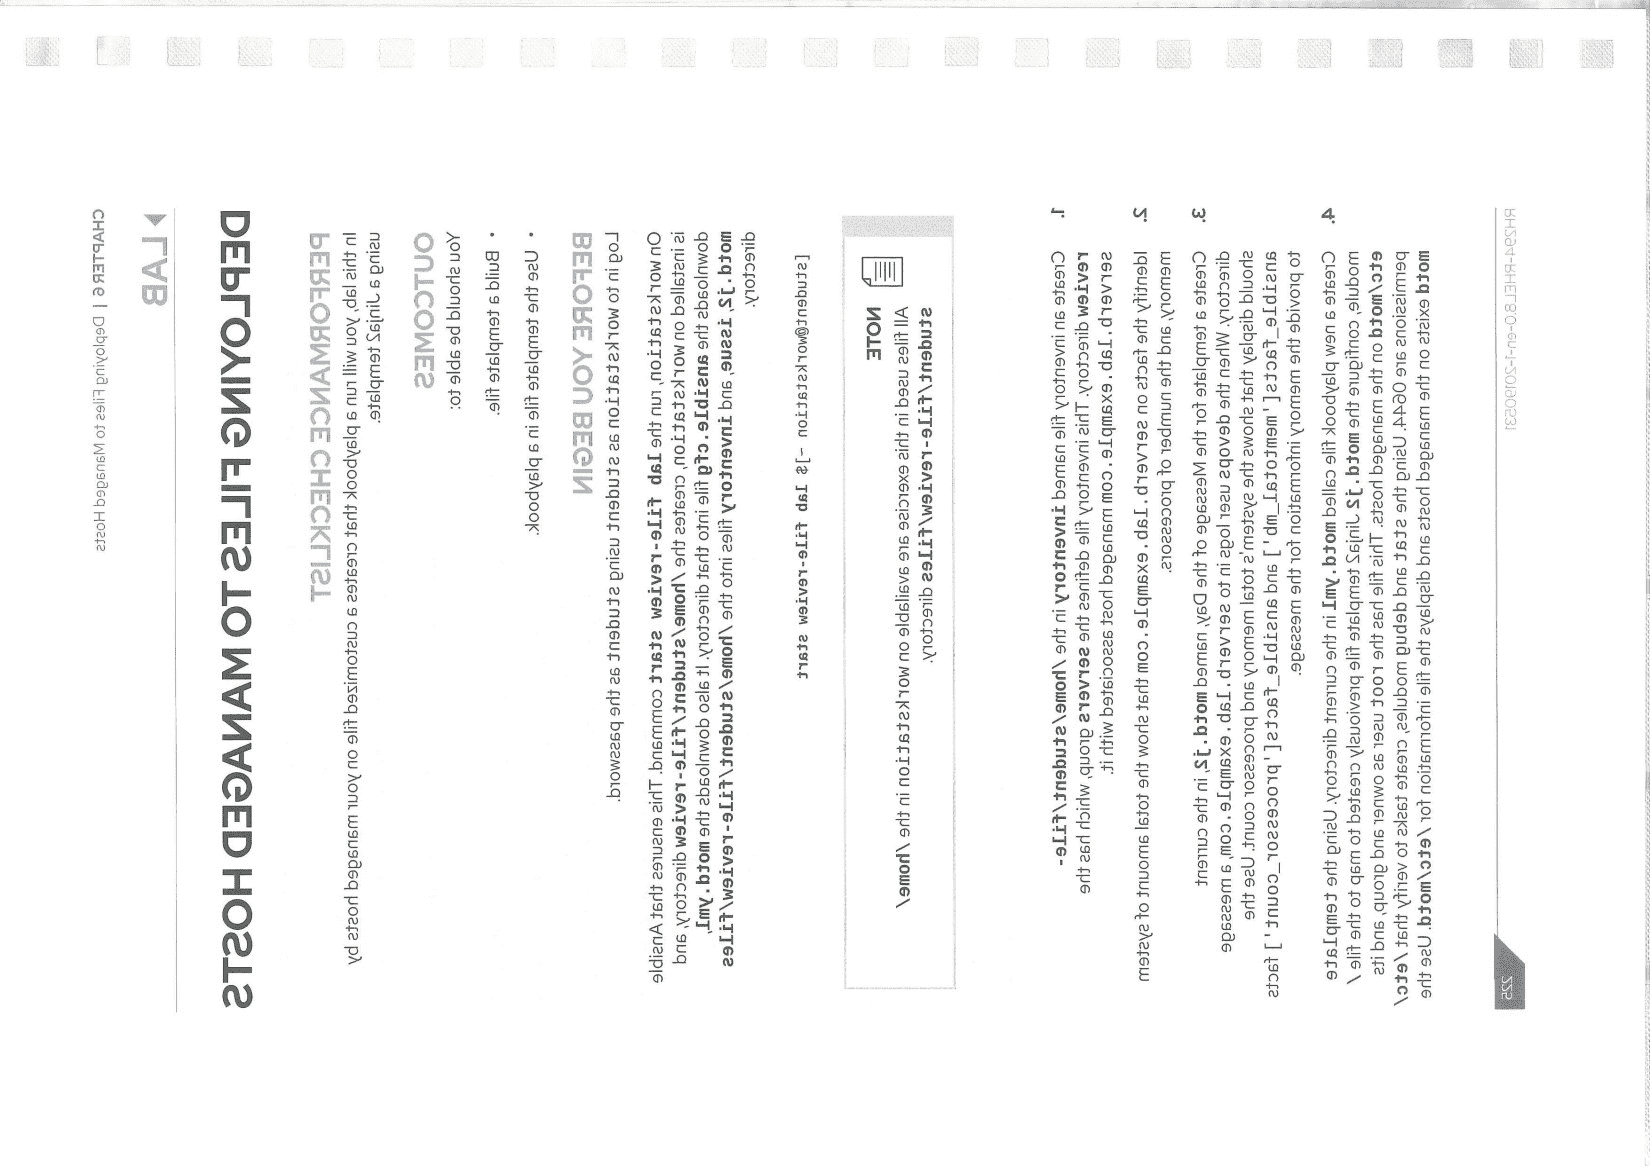 CHAPTER 6 | Deploying Files to Managed Hosts
▶ LAB
DEPLOYING FILES TO MANAGED HOSTS
PERFORMANCE CHECKLIST
In this lab, you will run a playbook that creates a customized file on your managed hosts by
using a Jinja2 template.
OUTCOMES
You should be able to:
• Build a template file.
• Use the template file in a playbook.
BEFORE YOU BEGIN
Log in to workstation as student using student as the password.
On workstation, run the lab file-review start command. This ensures that Ansible
is installed on workstation, creates the /home/student/file-review directory, and
downloads the ansible.cfg file into that directory. It also downloads the motd.yml,
motd.j2, issue, and inventory files into the /home/student/file-review/files
directory.
[student@workstation ~]$ lab file-review start
NOTE
All files used in this exercise are available on workstation in the /home/
student/file-review/files directory.
1. Create an inventory file named inventory in the /home/student/file-
review directory. This inventory file defines the servers group, which has the
serverb.lab.example.com managed host associated with it.
2. Identify the facts on serverb.lab.example.com that show the total amount of system
memory, and the number of processors.
3. Create a template for the Message of the Day, named motd.j2, in the current
directory. When the devops user logs in to serverb.lab.example.com, a message
should display that shows the system's total memory and processor count. Use the
ansible_facts['memtotal_mb'] and ansible_facts['processor_count'] facts
to provide the memory information for the message.
4. Create a new playbook file called motd.yml in the current directory. Using the template
module, configure the motd.j2 Jinja2 template file previously created to map to the file /
etc/motd on the managed hosts. This file has the root user as owner and group, and its
permissions are 0644. Using the stat and debug modules, create tasks to verify that /etc/
motd exists on the managed hosts and displays the file information for /etc/motd. Use the
RH294-RHEL8.0-en-1-20190531
225